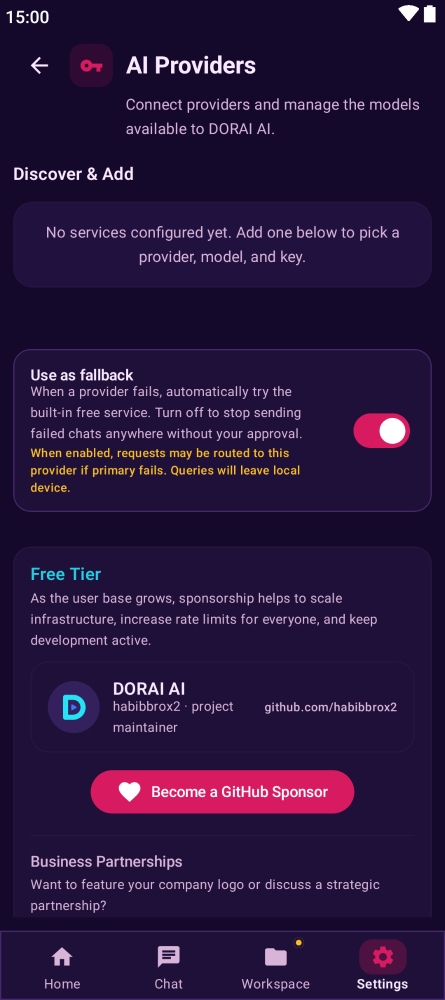 15:00
AI Providers
Connect providers and manage the models
available to DORAI AI.
Discover & Add
No services configured yet. Add one below to pick a
provider, model, and key.
Use as fallback
When a provider fails, automatically try the
built-in free service. Turn off to stop sending
failed chats anywhere without your approval.
When enabled, requests may be routed to this
provider if primary fails. Queries will leave local
device.
Free Tier
As the user base grows, sponsorship helps to scale
infrastructure, increase rate limits for everyone, and keep
development active.
DORAI AI
habibbrox2 · project
maintainer
github.com/habibbrox2
Become a GitHub Sponsor
Business Partnerships
Want to feature your company logo or discuss a strategic
partnership?
Home
Chat
Workspace
Settings